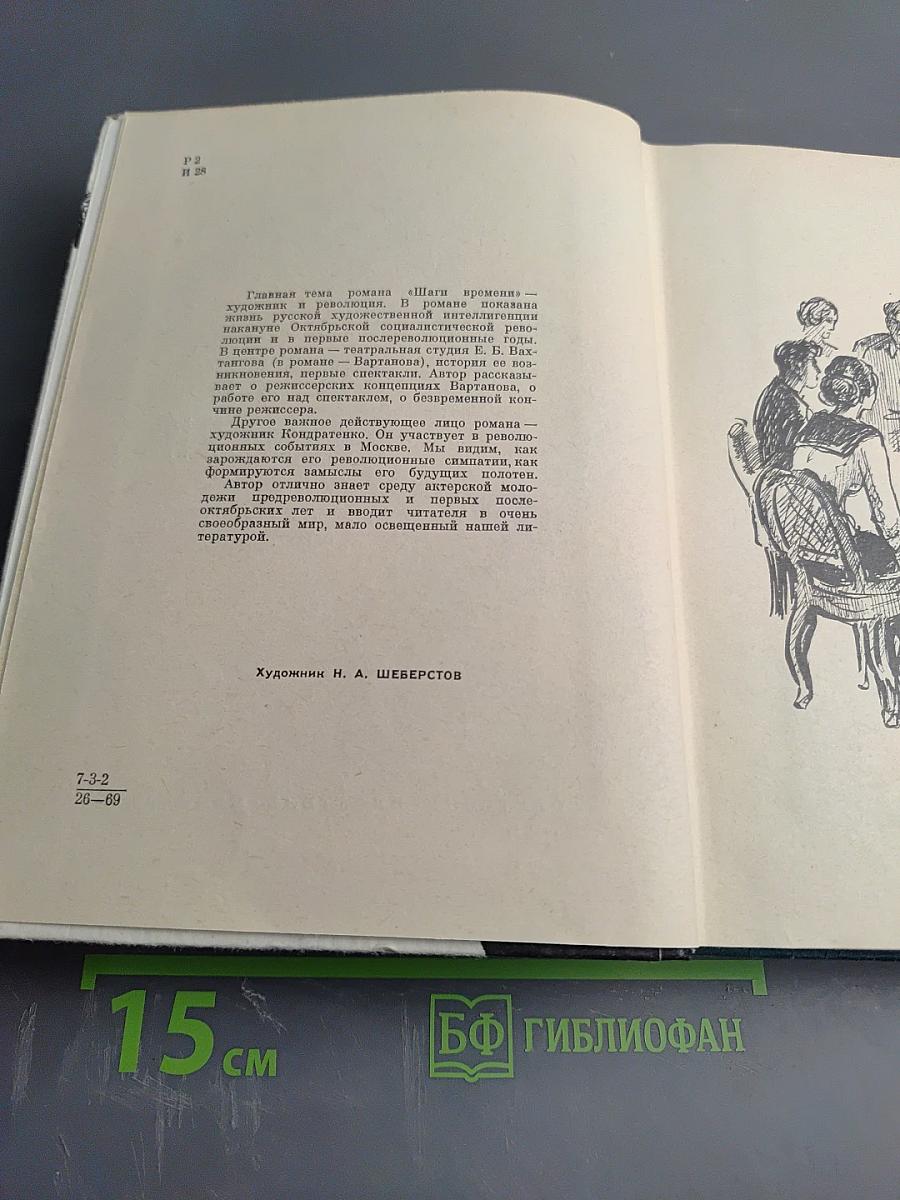 Р 2
И 28
Главная тема романа «Шаги времени» —
художник и революция. В романе показана
жизнь русской художественной интеллигенции
накануне Октябрьской социалистической рево-
люции и в первые послереволюционные годы.
В центре романа — театральная студия Е. Б. Вах-
тангова (в романе — Вартанова), история ее воз-
никновения, первые спектакли. Автор рассказы-
вает о режиссерских концепциях Вартанова, о
работе его над спектаклем, о безвременной кон-
чине режиссера.
Другое важное действующее лицо романа —
художник Кондратенко. Он участвует в револю-
ционных событиях в Москве. Мы видим, как
зарождаются его революционные симпатии, как
формируются замыслы его будущих полотен.
Автор отлично знает среду актерской моло-
дежи предреволюционных и первых после-
октябрьских лет и вводит читателя в очень
своеобразный мир, мало освещенный нашей ли-
тературой.
Художник Н. А. ШЕБЕРСТОВ
7-3-2
26—69
15 см
БФ ГИБЛИОФАН